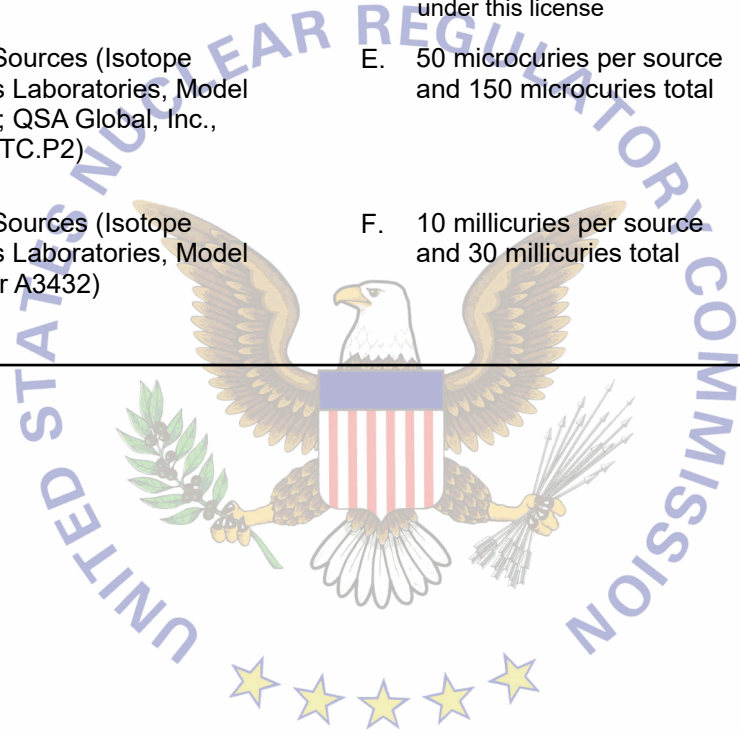 under this license
Sources (Isotope
s Laboratories, Model
; QSA Global, Inc.,
TC.P2)
E. 50 microcuries per source
and 150 microcuries total
Sources (Isotope
s Laboratories, Model
r A3432)
F. 10 millicuries per source
and 30 millicuries total
UNITED STATES NUCLEAR REGULATORY COMMISSION